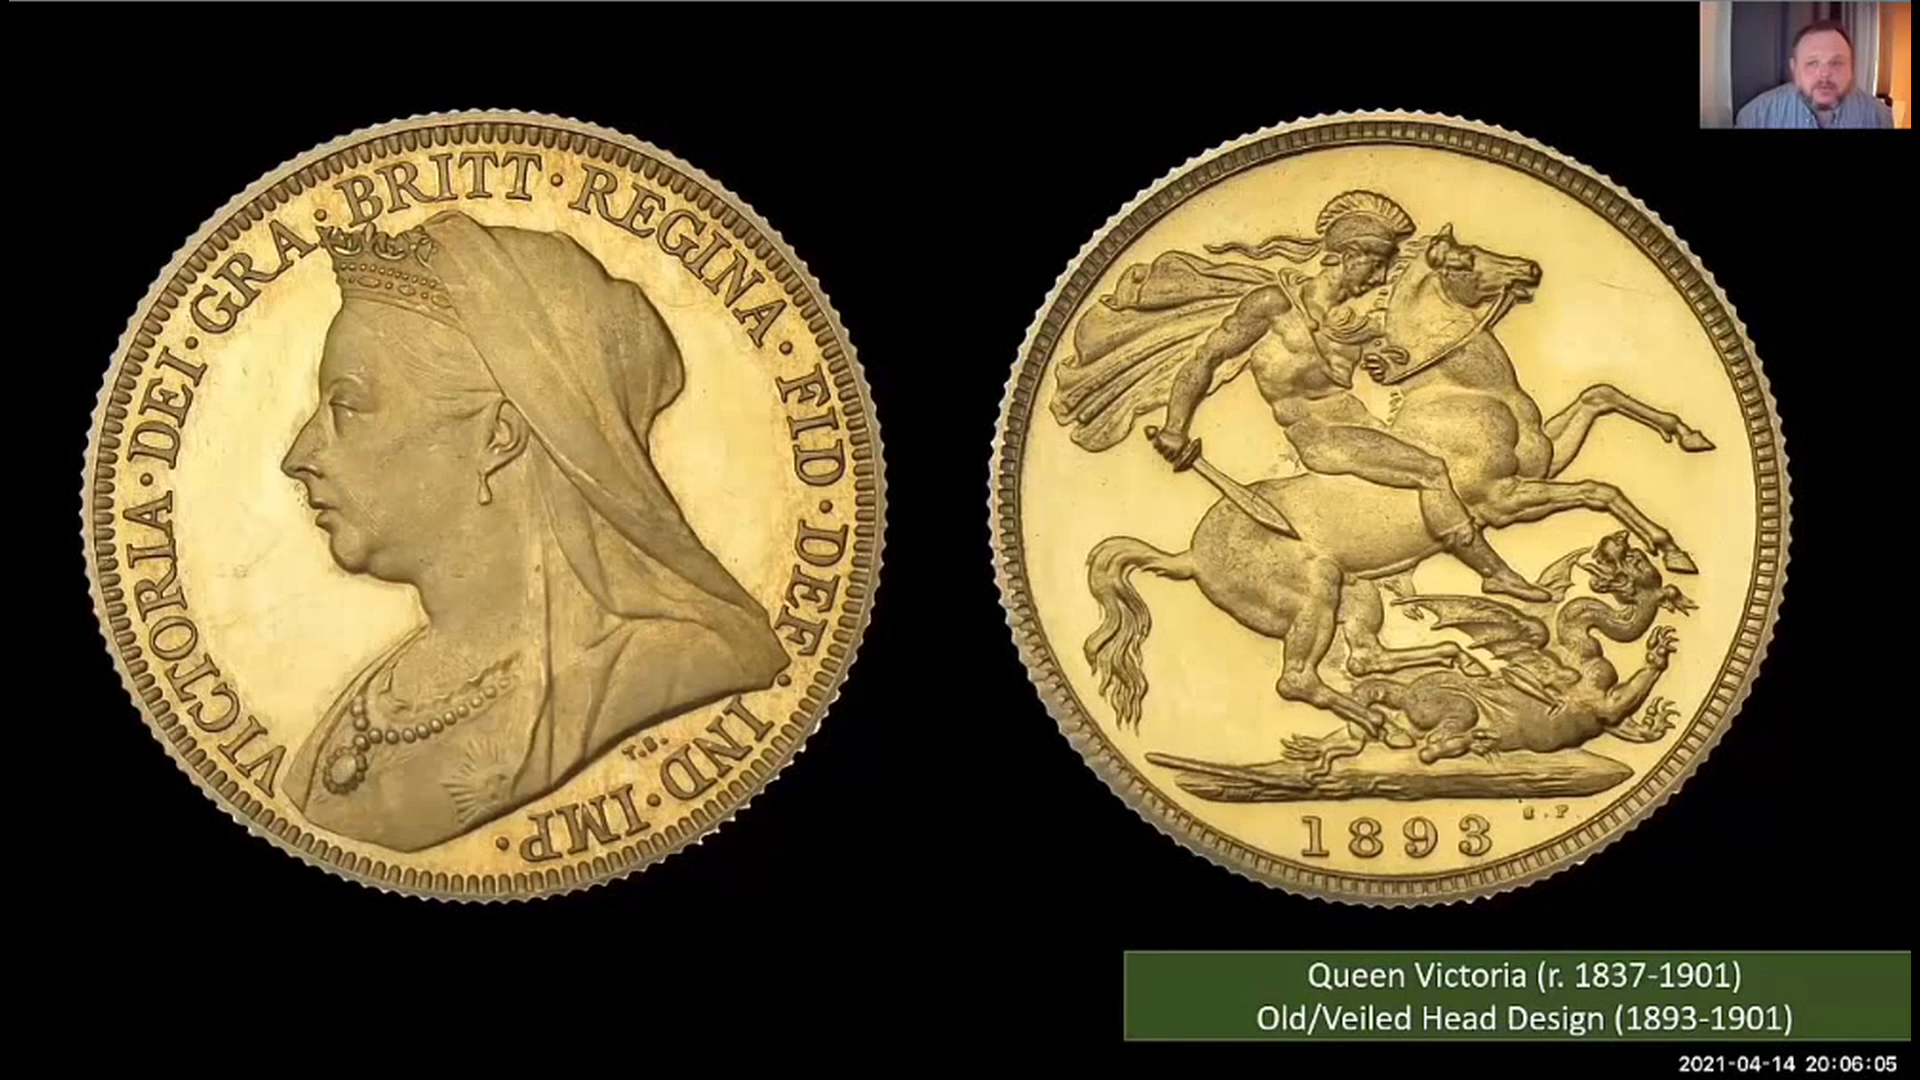 VICTORIA·DEI·GRA·BRITT·REGINA·FID·DEF·IND·IMP·
T.B.
1893
B.P.
Queen Victoria (r. 1837-1901)
Old/Veiled Head Design (1893-1901)
2021-04-14 20:06:05